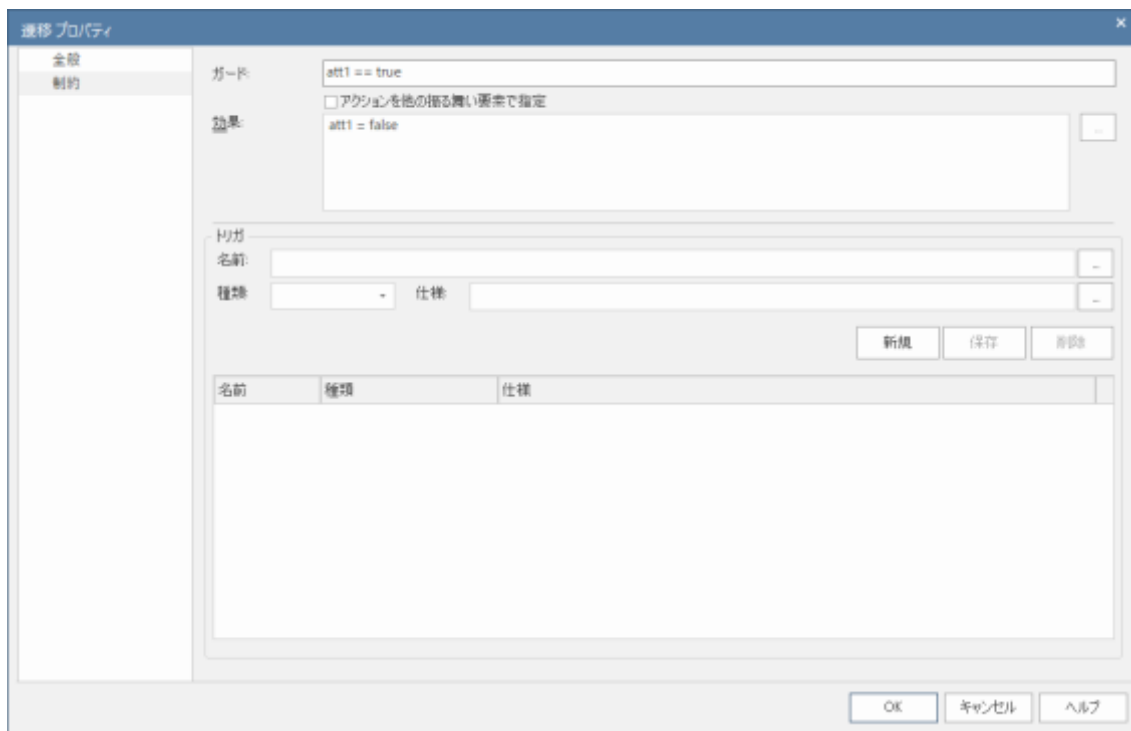 遷移 プロパティ
×
全般
制約
ガード:
att1 == true
アクションを他の振る舞い要素で指定
効果:
att1 = false
...
トリガ
名前:
...
種類:
仕様:
...
新規
保存
削除
名前 種類 仕様
OK
キャンセル
ヘルプ